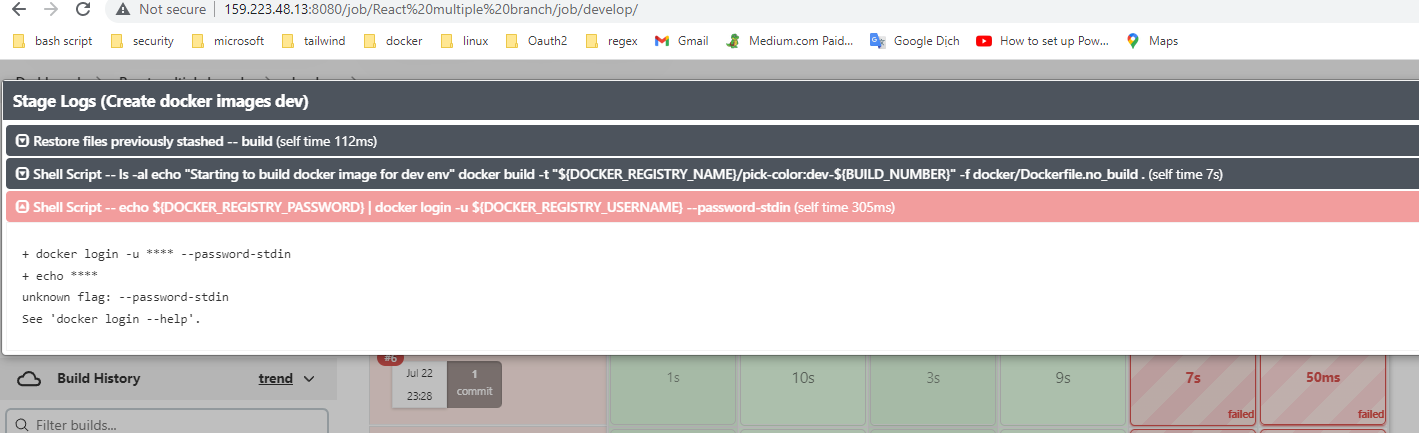 Not secure | 159.223.48.13:8080/job/React%20multiple%20branch/job/develop/
bash script security microsoft tailwind docker linux Oauth2 regex Gmail Medium.com Paid... Google Dịch How to set up Pow... Maps
Stage Logs (Create docker images dev)
Restore files previously stashed -- build (self time 112ms)
Shell Script -- ls -al echo "Starting to build docker image for dev env" docker build -t "${DOCKER_REGISTRY_NAME}/pick-color:dev-${BUILD_NUMBER}" -f docker/Dockerfile.no_build . (self time 7s)
Shell Script -- echo ${DOCKER_REGISTRY_PASSWORD} | docker login -u ${DOCKER_REGISTRY_USERNAME} --password-stdin (self time 305ms)
+ docker login -u **** --password-stdin
+ echo ****
unknown flag: --password-stdin
See 'docker login --help'.
#6
Build History trend
Jul 22
23:28
1
commit
1s 10s 3s 9s 7s 50ms
failed failed
Filter builds...